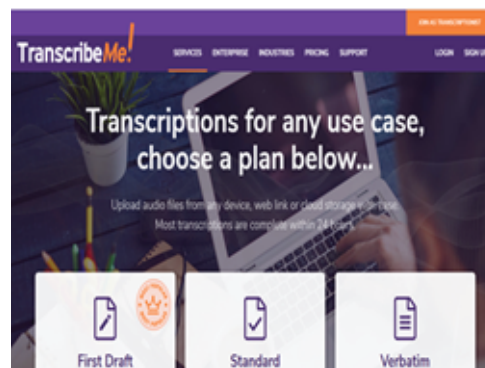 JOIN AS TRANSCRIPTIONIST
TranscribeMe!
SERVICES ENTERPRISE INDUSTRIES PRICING SUPPORT LOGIN SIGN U
Transcriptions for any use case,
choose a plan below...
Upload audio files from any device, web link or cloud storage with ease.
Most transcriptions are complete within 24 hours.
First Draft Standard Verbatim